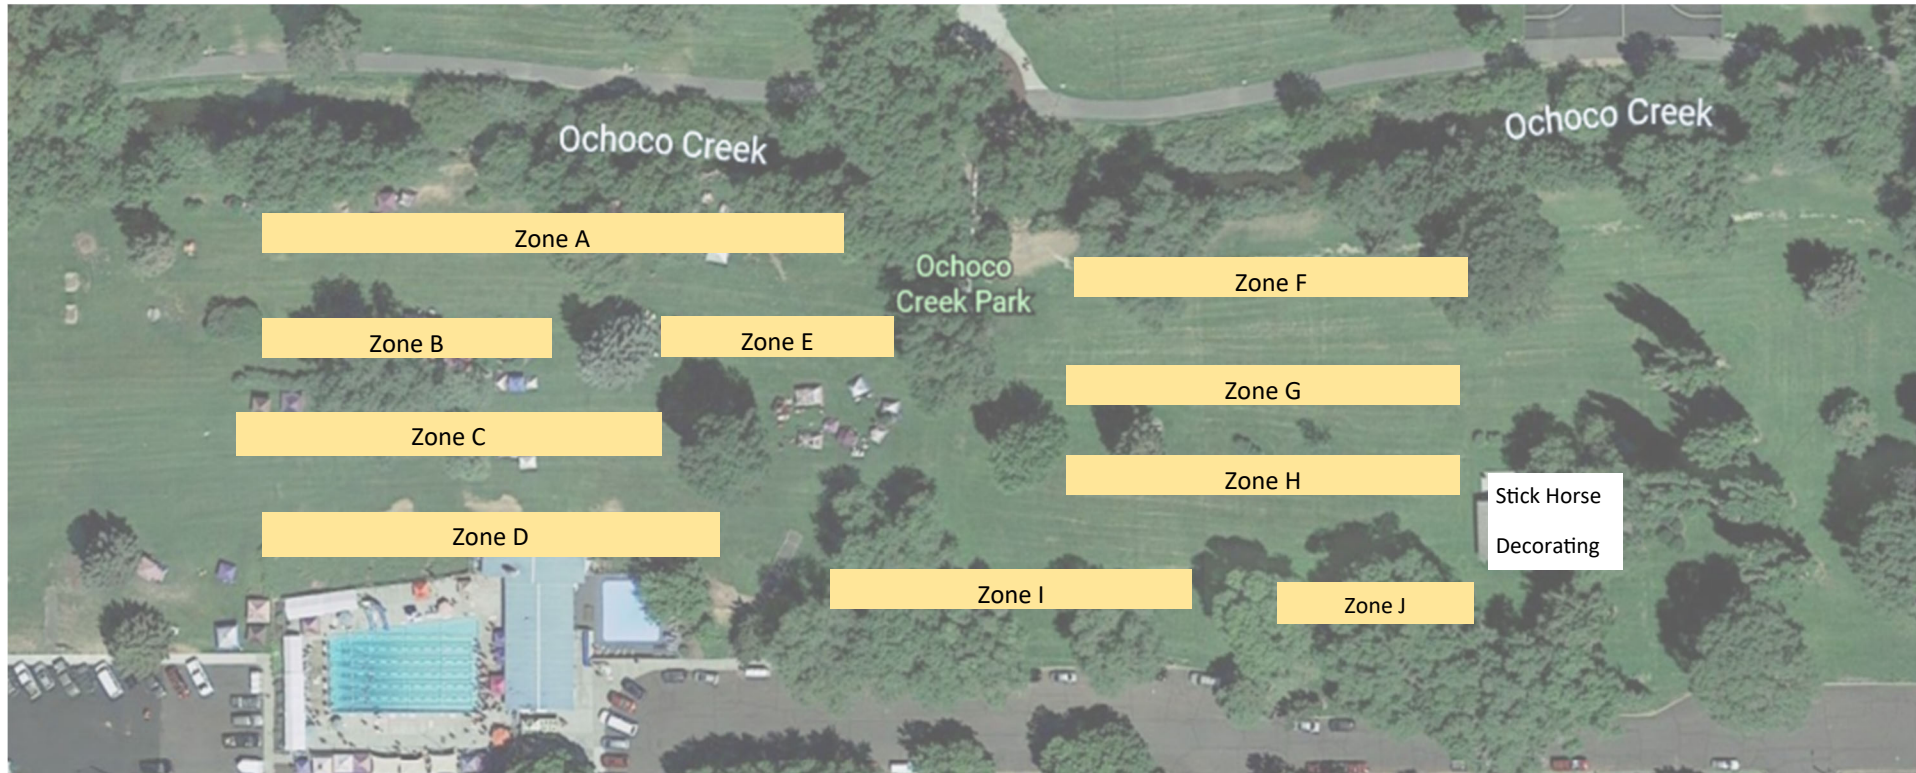 Ochoco Creek
Ochoco Creek
Zone A
Ochoco
Creek Park
Zone F
Zone B
Zone E
Zone G
Zone C
Zone H
Stick Horse
Decorating
Zone D
Zone I
Zone J